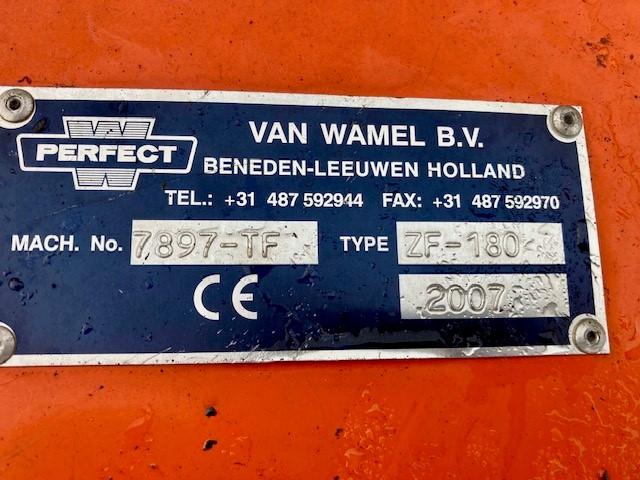 W
PERFECT
W
VAN WAMEL B.V.
BENEDEN-LEEUWEN HOLLAND
TEL.: +31 487 592944 FAX: +31 487 592970
MACH. No. 7897-TF TYPE ZF-180
CE 2007